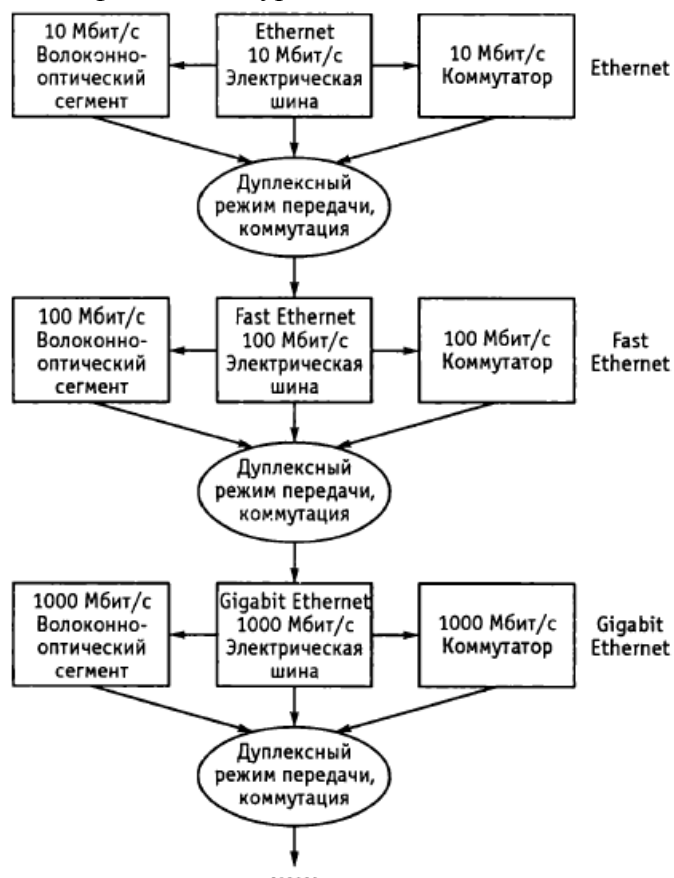 10 Мбит/с
Волоконно-
оптический
сегмент
Ethernet
10 Мбит/с
Электрическая
шина
10 Мбит/с
Коммутатор
Ethernet
Дуплексный
режим передачи,
коммутация
100 Мбит/с
Волоконно-
оптический
сегмент
Fast Ethernet
100 Мбит/с
Электрическая
шина
100 Мбит/с
Коммутатор
Fast
Ethernet
Дуплексный
режим передачи,
коммутация
1000 Мбит/с
Волоконно-
оптический
сегмент
Gigabit Ethernet
1000 Мбит/с
Электрическая
шина
1000 Мбит/с
Коммутатор
Gigabit
Ethernet
Дуплексный
режим передачи,
коммутация